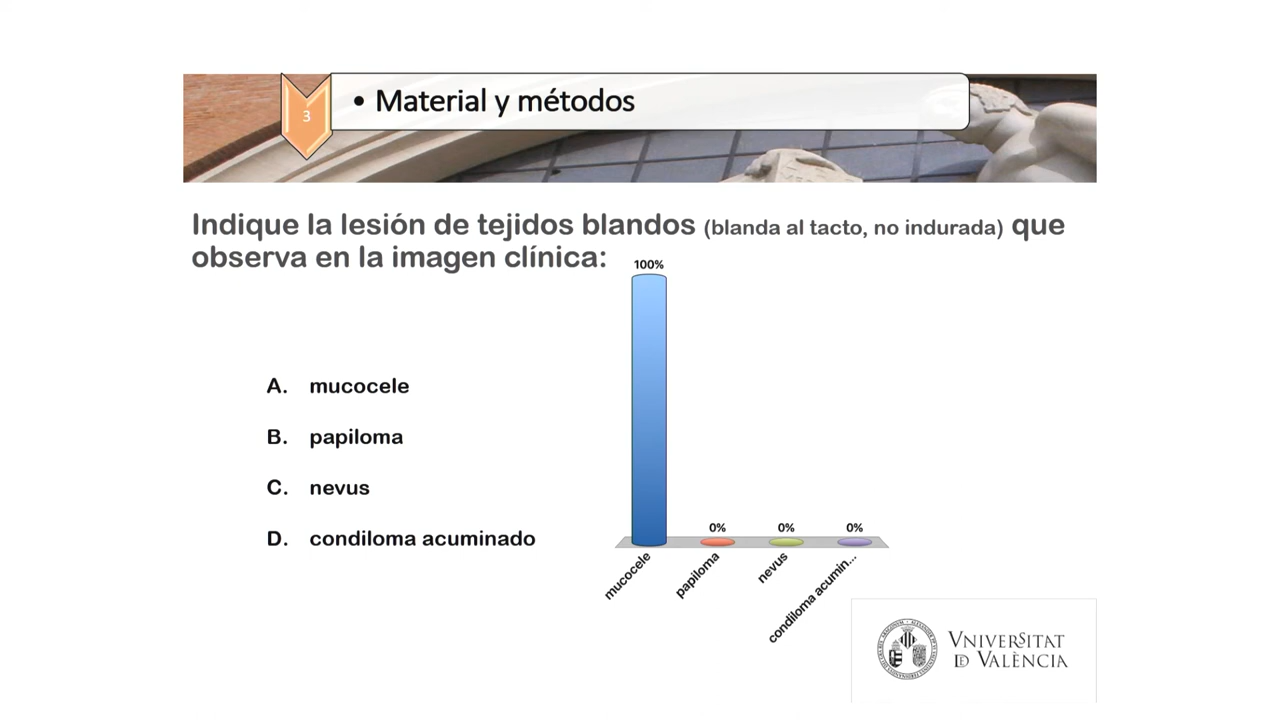 3
• Material y métodos
Indique la lesión de tejidos blandos (blanda al tacto, no indurada) que
observa en la imagen clínica:
100%
A. mucocele
B. papiloma
C. nevus
D. condiloma acuminado
0%
0%
0%
mucocele
papiloma
nevus
condiloma acumin...
VNIVERSITAT
DE VALÈNCIA